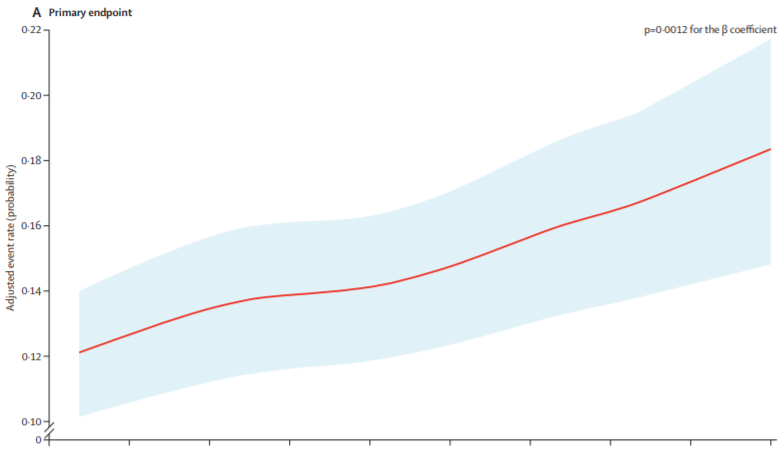 A Primary endpoint
p=0·0012 for the β coefficient
Adjusted event rate (probability)
0·22
0·20
0·18
0·16
0·14
0·12
0·10
0